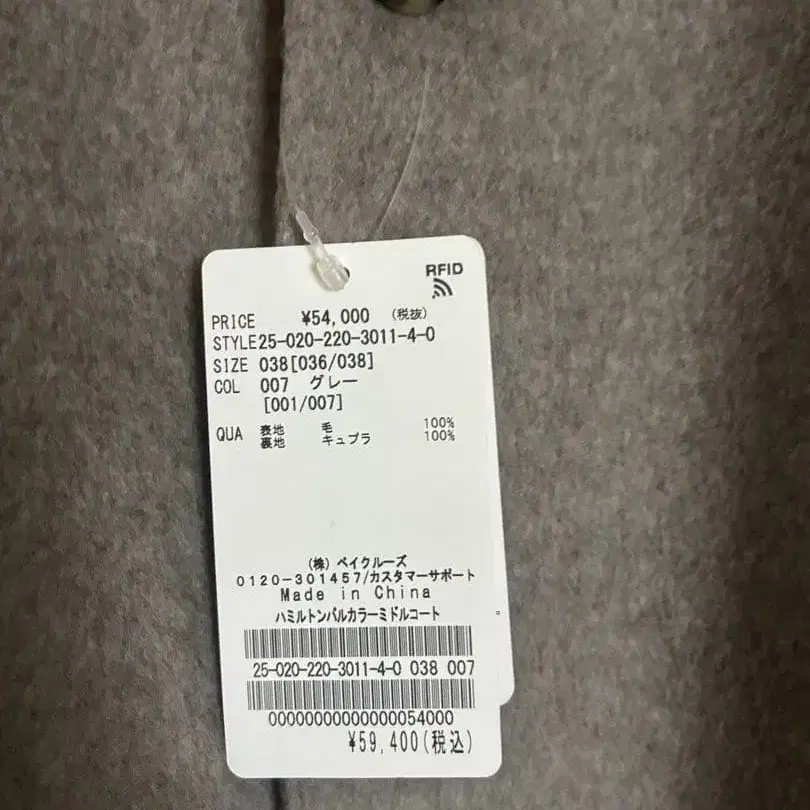 RFID
PRICE ¥54,000 (税抜)
STYLE25-020-220-3011-4-0
SIZE 038[036/038]
COL 007 グレー
[001/007]
QUA 表地 毛 100%
裏地 キュプラ 100%
(株) ベイクルーズ
0120-301457/カスタマーサポート
Made in China
ハミルトンバルカラーミドルコート
25-020-220-3011-4-0 038 007
00000000000000054000
¥59,400(税込)